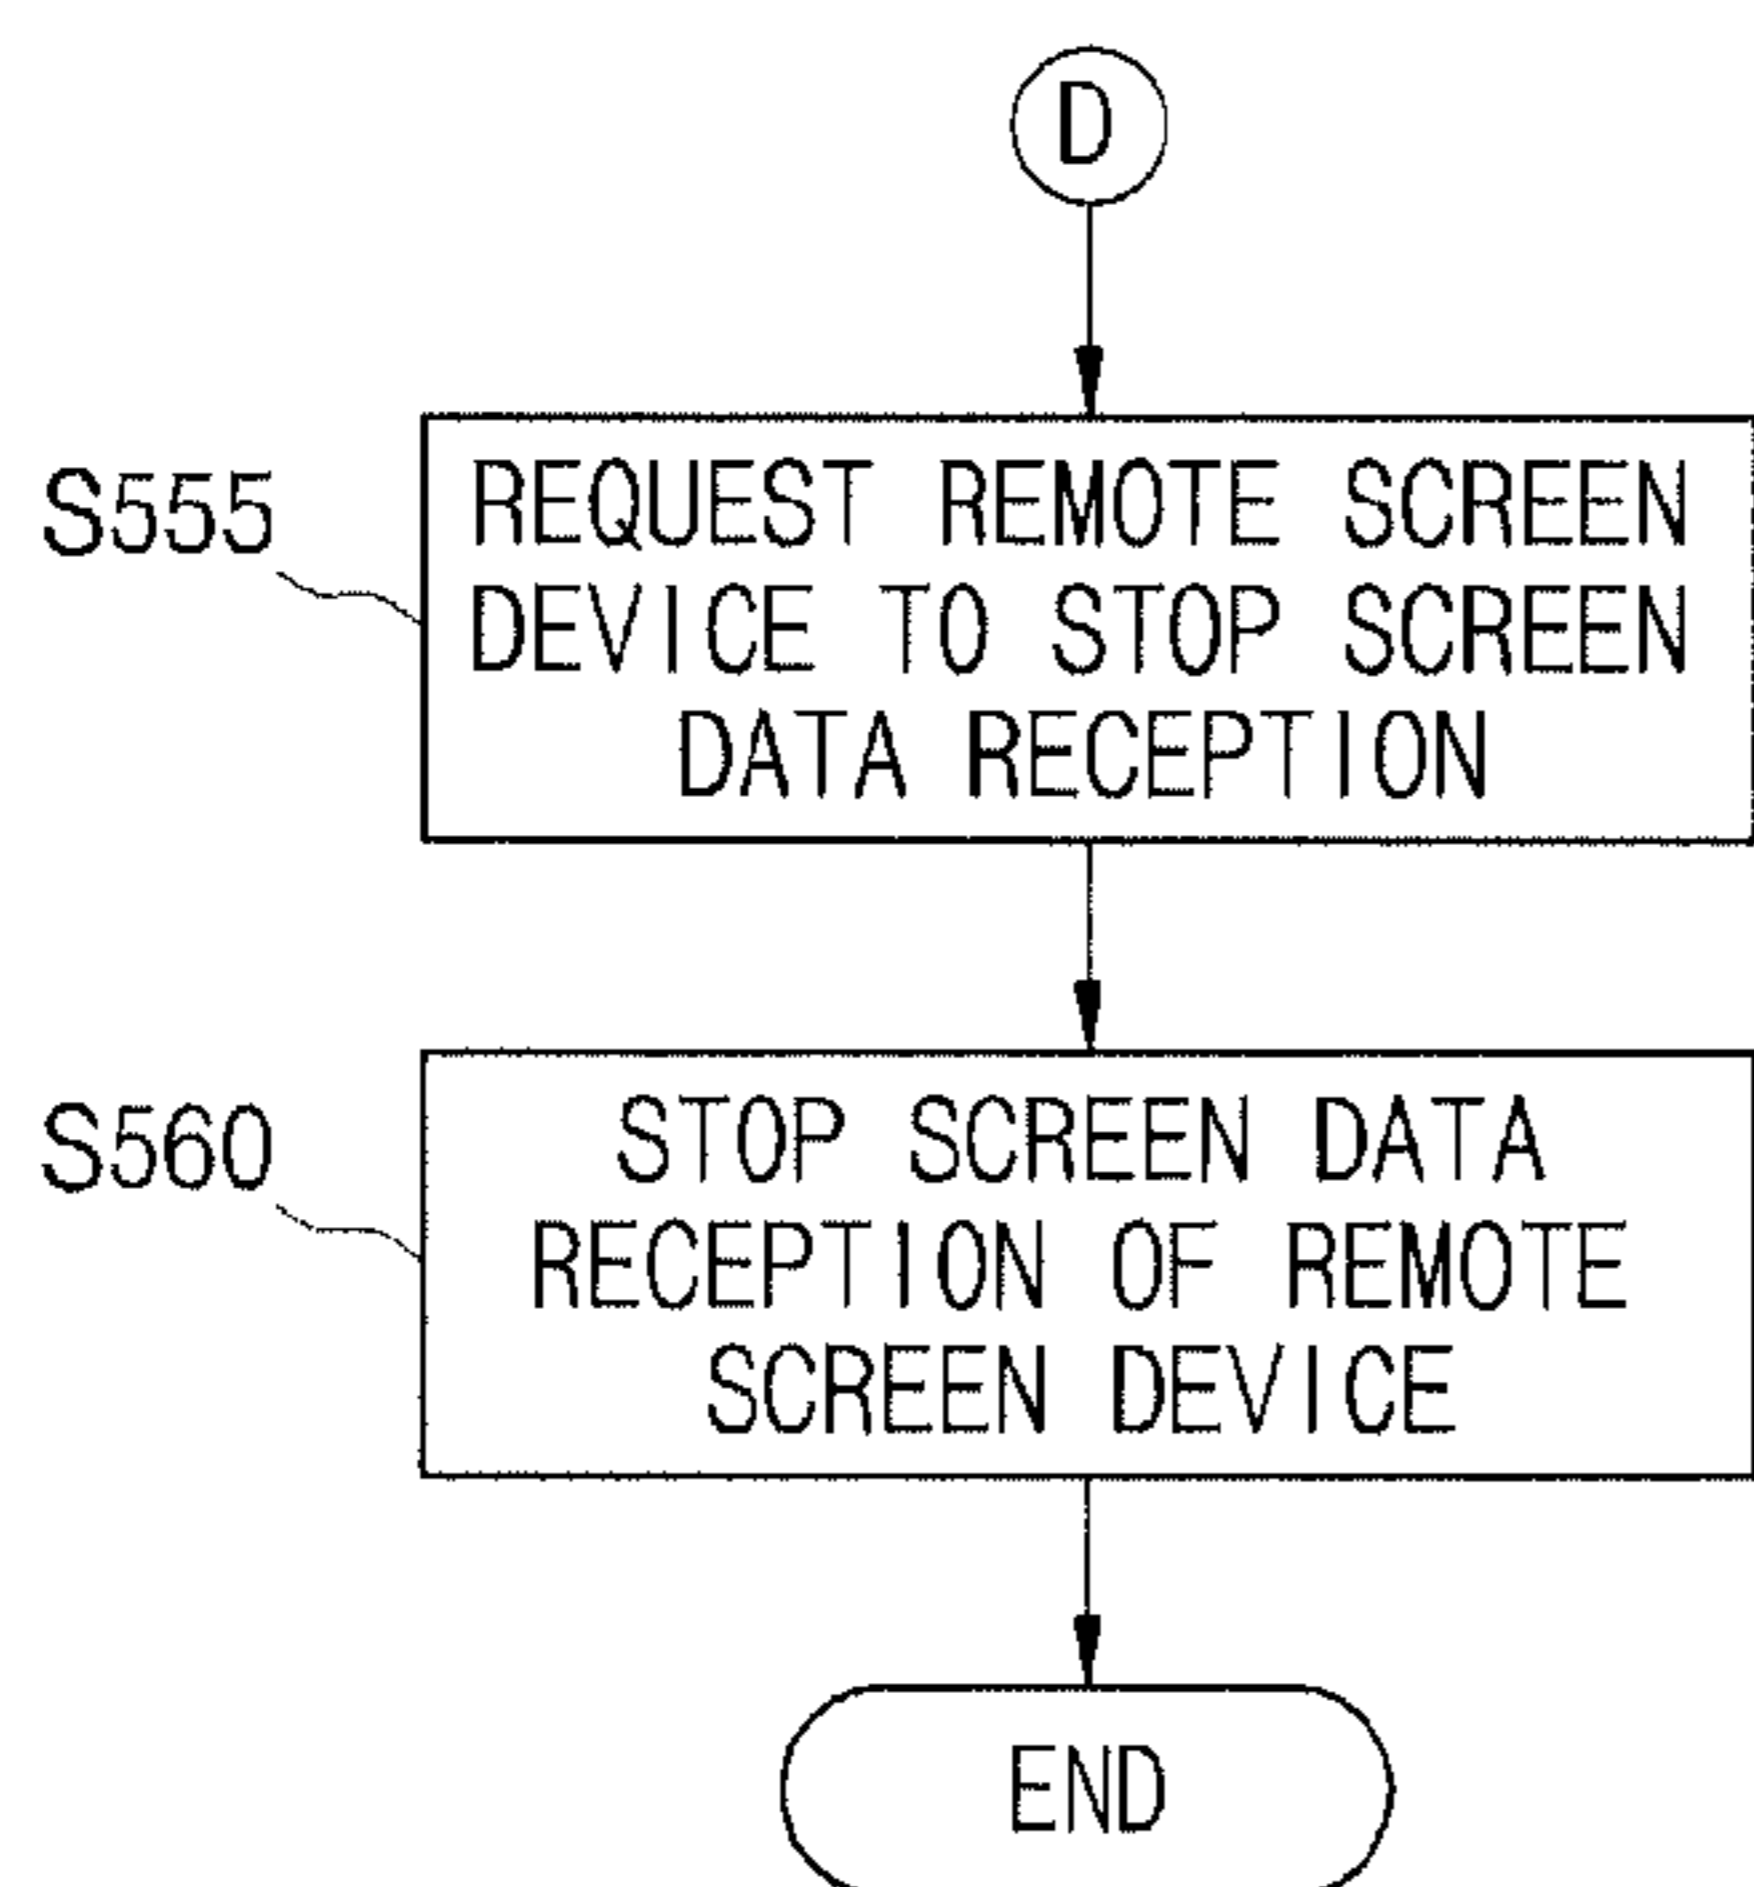 D
S555
REQUEST REMOTE SCREEN
DEVICE TO STOP SCREEN
DATA RECEPTION
S560
STOP SCREEN DATA
RECEPTION OF REMOTE
SCREEN DEVICE
END